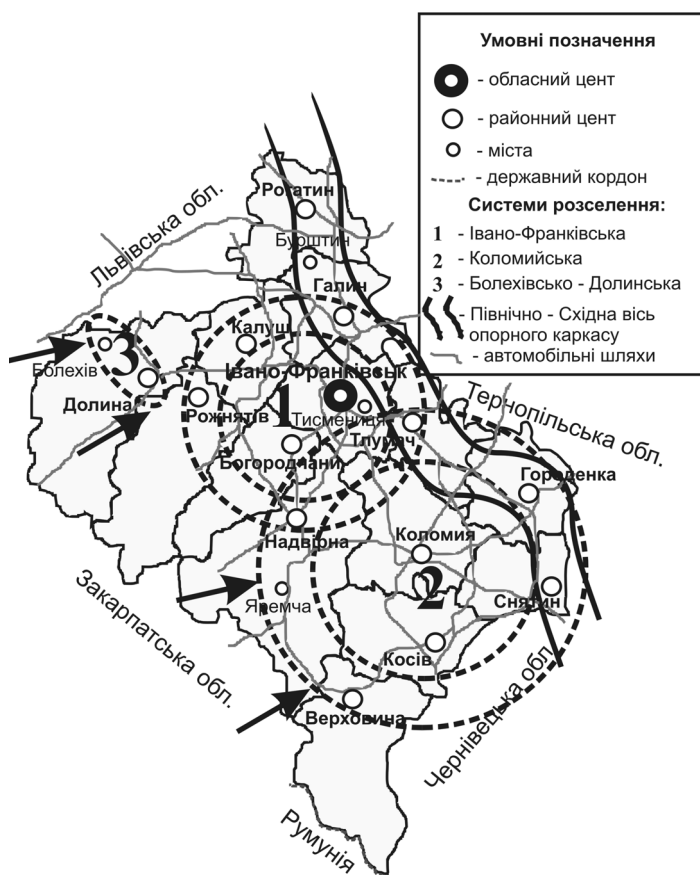 Умовні позначення
- обласний цент
- районний цент
- міста
- державний кордон
Системи розселення:
1 - Івано-Франківська
2 - Коломийська
3 - Болехівсько - Долинська
- Північно - Східна вісь
опорного каркасу
- автомобільні шляхи
Львівська обл.
Рогатин
Бурштин
Галич
Калуш
3
Болехів
Долина
Івано-Франківськ
1
Тисмениця
Рожнятів
Тлумач
Богородчани
Тернопільська обл.
Городенка
Надвірна
Коломия
2
Снятин
Закарпатська обл.
Яремча
Косів
Верховина
Чернівецька обл.
Румунія